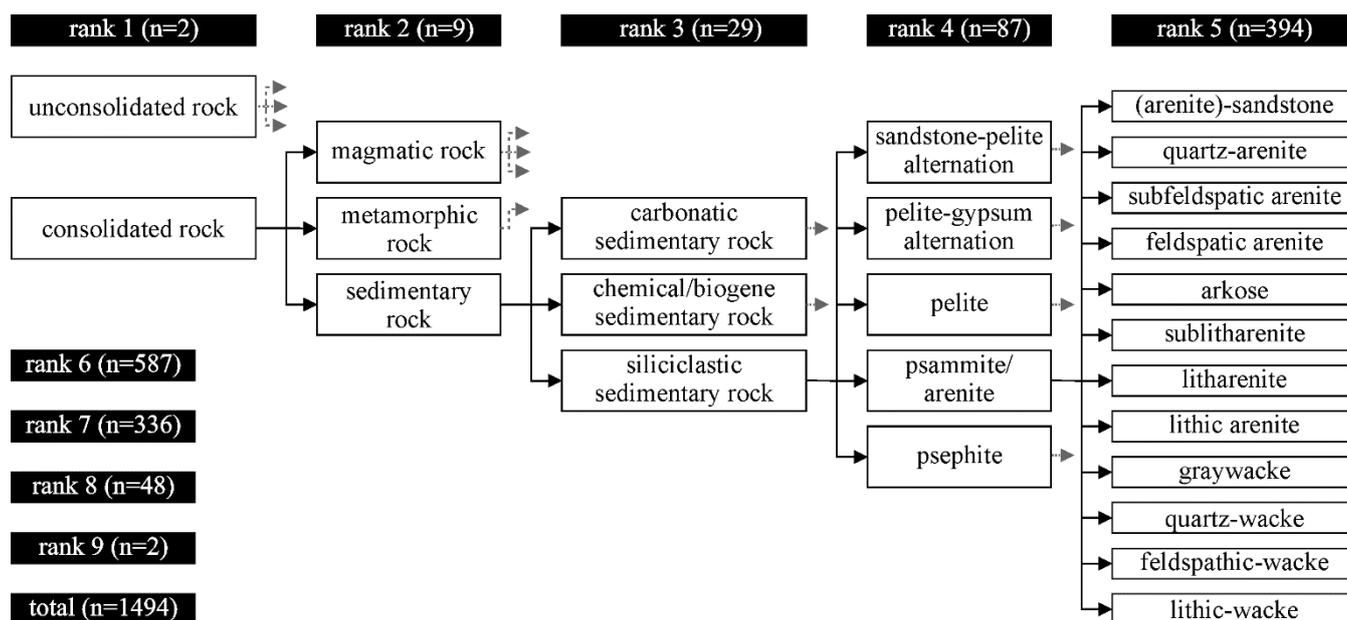 rank 1 (n=2)
rank 2 (n=9)
rank 3 (n=29)
rank 4 (n=87)
rank 5 (n=394)
unconsolidated rock
consolidated rock
magmatic rock
metamorphic
rock
sedimentary
rock
carbonatic
sedimentary rock
chemical/biogene
sedimentary rock
siliciclastic
sedimentary rock
sandstone-pelite
alternation
pelite-gypsum
alternation
pelite
psammite/
arenite
psephite
(arenite)-sandstone
quartz-arenite
subfeldspatic arenite
feldspatic arenite
arkose
sublitharenite
litharenite
lithic arenite
graywacke
quartz-wacke
feldspathic-wacke
lithic-wacke
rank 6 (n=587)
rank 7 (n=336)
rank 8 (n=48)
rank 9 (n=2)
total (n=1494)